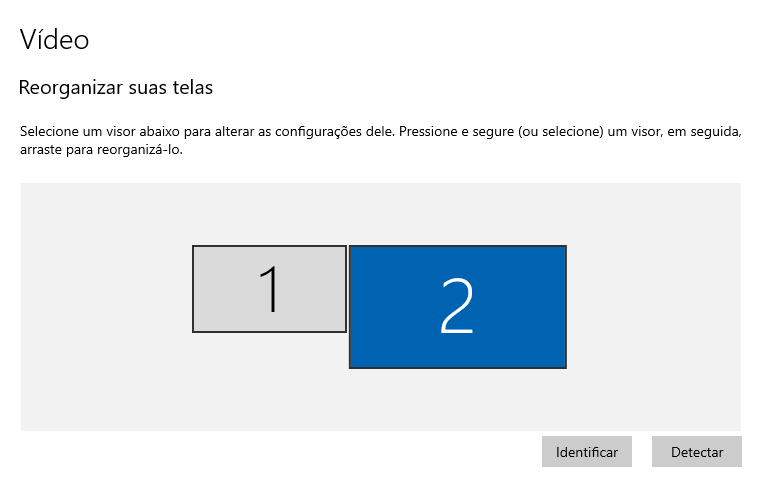 Vídeo
Reorganizar suas telas
Selecione um visor abaixo para alterar as configurações dele. Pressione e segure (ou selecione) um visor, em seguida,
arraste para reorganizá-lo.
1
2
Identificar
Detectar